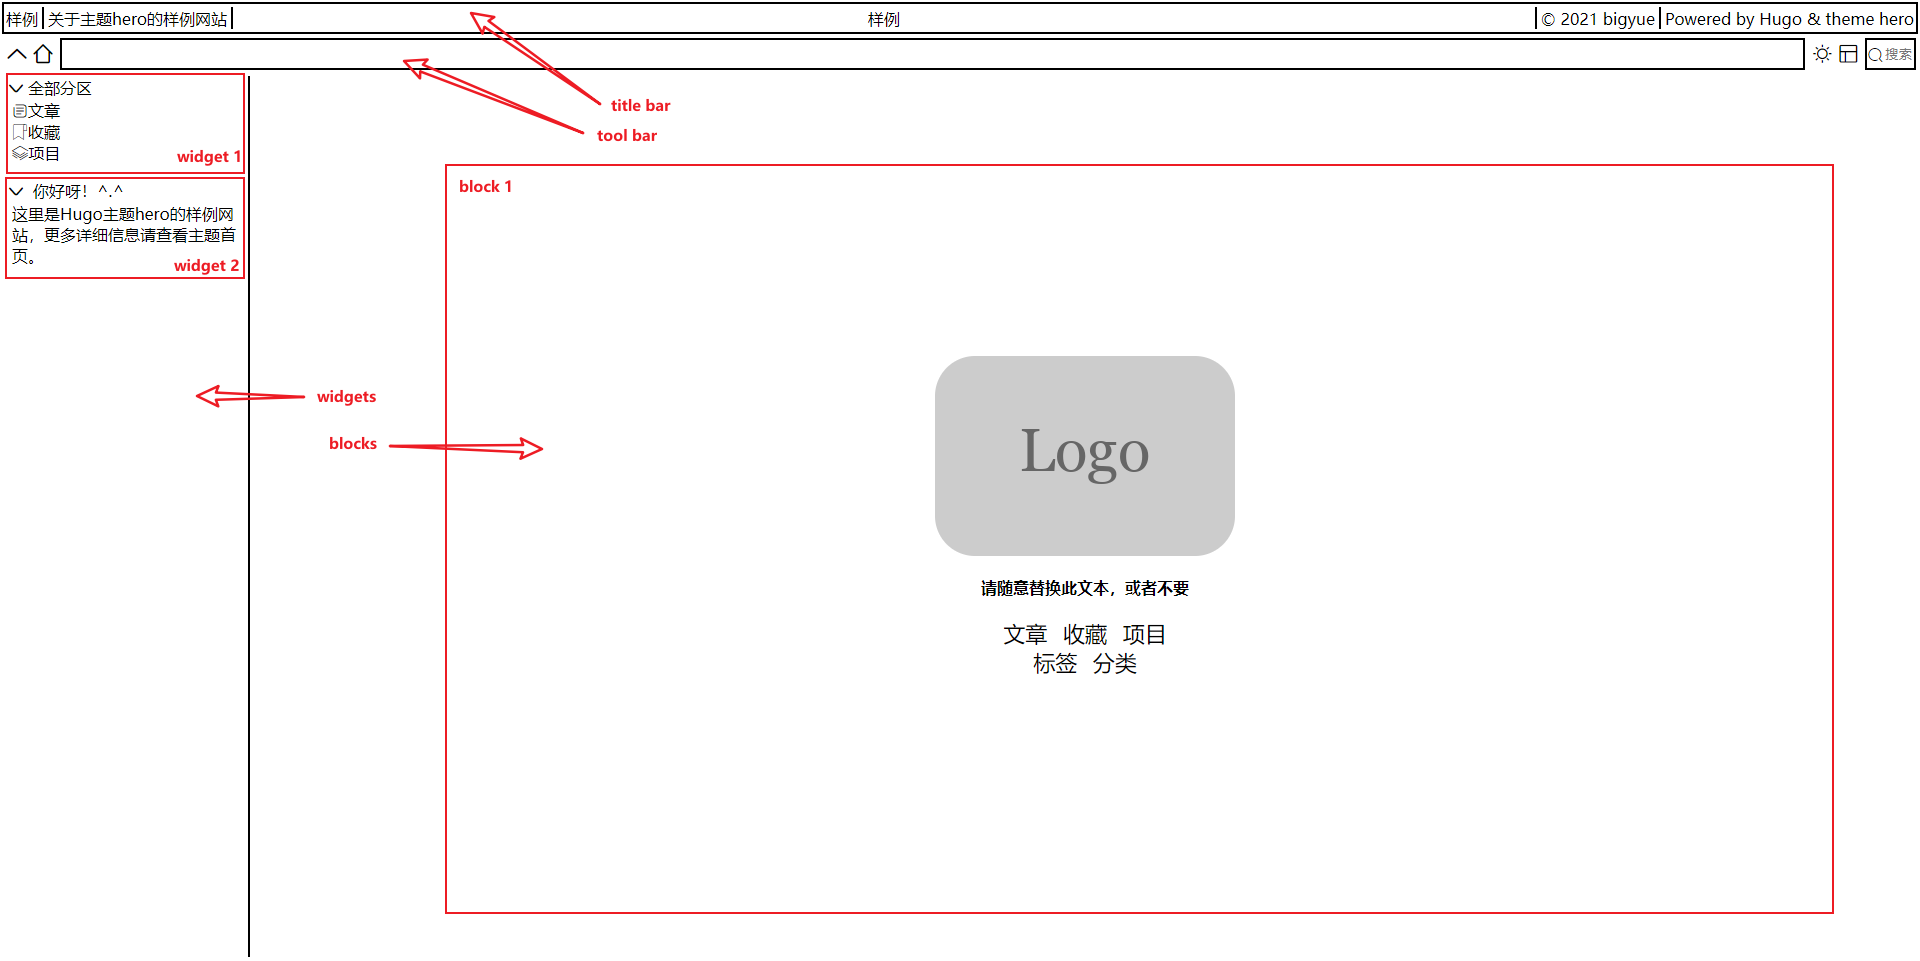 样例 关于主题hero的样例网站 样例 © 2021 bigyue Powered by Hugo & theme hero
搜索
全部分区
文章
收藏
项目
widget 1
你好呀！^.^
这里是Hugo主题hero的样例网
站，更多详细信息请查看主题首
页。
widget 2
title bar
tool bar
block 1
widgets
blocks
Logo
请随意替换此文本，或者不要
文章 收藏 项目
标签 分类